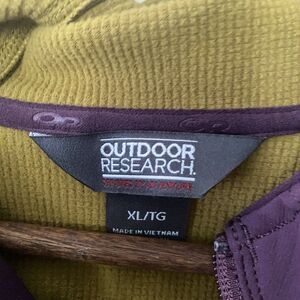 OUTDOOR
RESEARCH
XL/TG
MADE IN VIETNAM